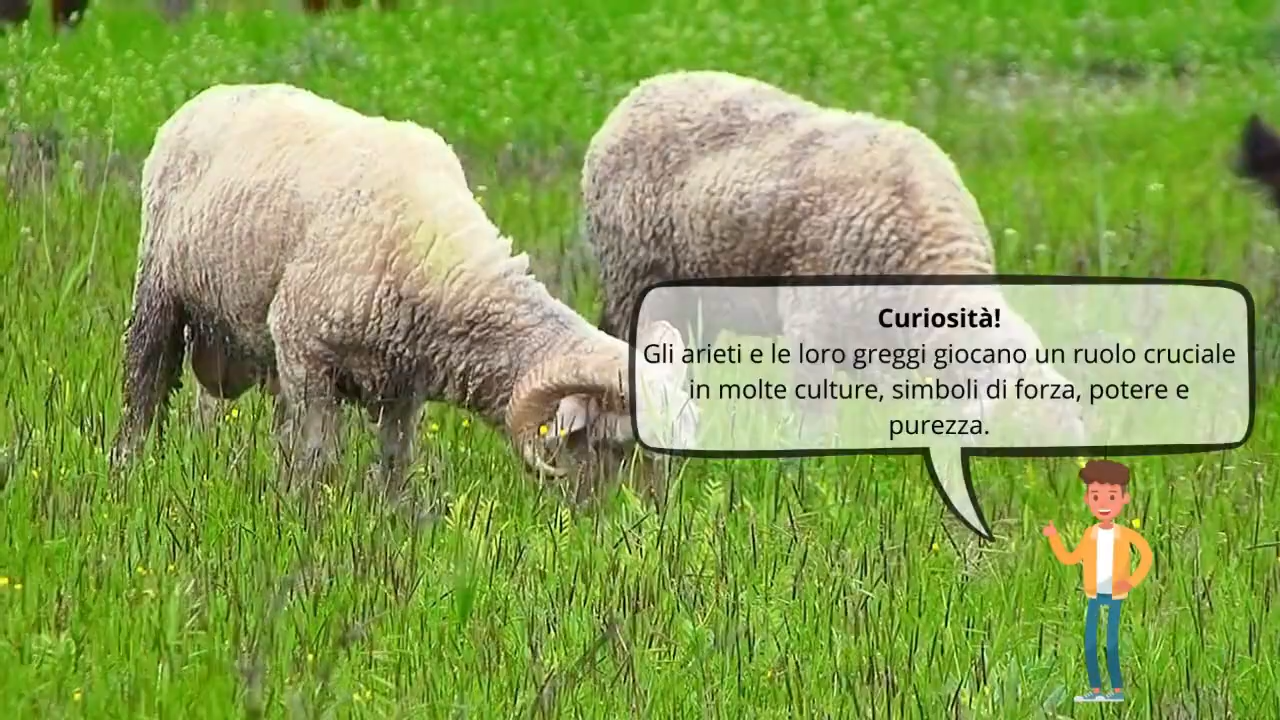 Curiosità!
Gli arieti e le loro greggi giocano un ruolo cruciale
in molte culture, simboli di forza, potere e
purezza.